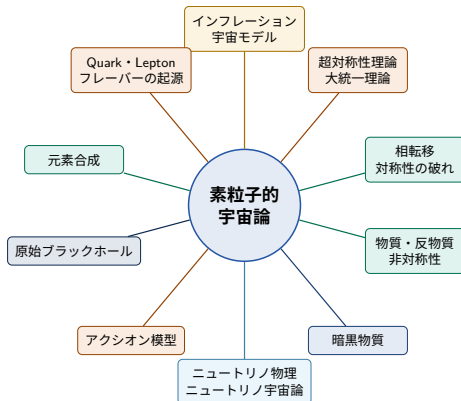 インフレーション
宇宙モデル
Quark・Lepton
フレーバーの起源
超対称性理論
大統一理論
元素合成
相転移
対称性の破れ
素粒子的
宇宙論
原始ブラックホール
物質・反物質
非対称性
アクシオン模型
暗黒物質
ニュートリノ物理
ニュートリノ宇宙論